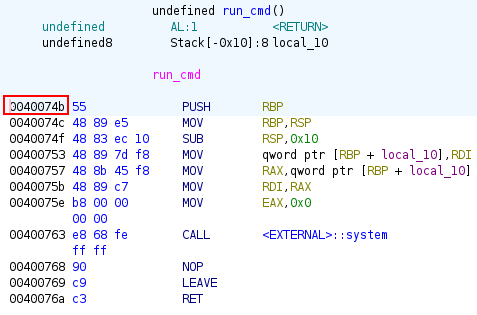 undefined run_cmd()
undefined AL:1 <RETURN>
undefined8 Stack[-0x10]:8 local_10
run_cmd
0040074b 55 PUSH RBP
0040074c 48 89 e5 MOV RBP,RSP
0040074f 48 83 ec 10 SUB RSP,0x10
00400753 48 89 7d f8 MOV qword ptr [RBP + local_10],RDI
00400757 48 8b 45 f8 MOV RAX,qword ptr [RBP + local_10]
0040075b 48 89 c7 MOV RDI,RAX
0040075e b8 00 00 MOV EAX,0x0
00 00
00400763 e8 68 fe CALL <EXTERNAL>::system
ff ff
00400768 90 NOP
00400769 c9 LEAVE
0040076a c3 RET